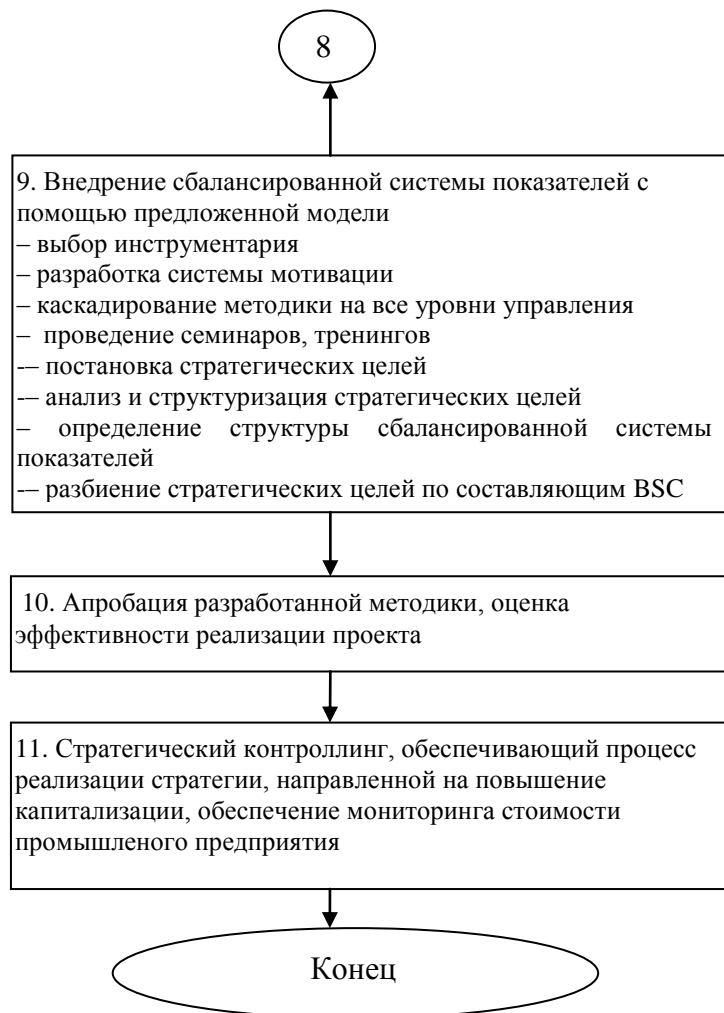 8
9. Внедрение сбалансированной системы показателей с
помощью предложенной модели
– выбор инструментария
– разработка системы мотивации
– каскадирование методики на все уровни управления
– проведение семинаров, тренингов
-– постановка стратегических целей
-– анализ и структуризация стратегических целей
– определение структуры сбалансированной системы
показателей
-– разбиение стратегических целей по составляющим BSC
10. Апробация разработанной методики, оценка
эффективности реализации проекта
11. Стратегический контроллинг, обеспечивающий процесс
реализации стратегии, направленной на повышение
капитализации, обеспечение мониторинга стоимости
промышленого предприятия
Конец